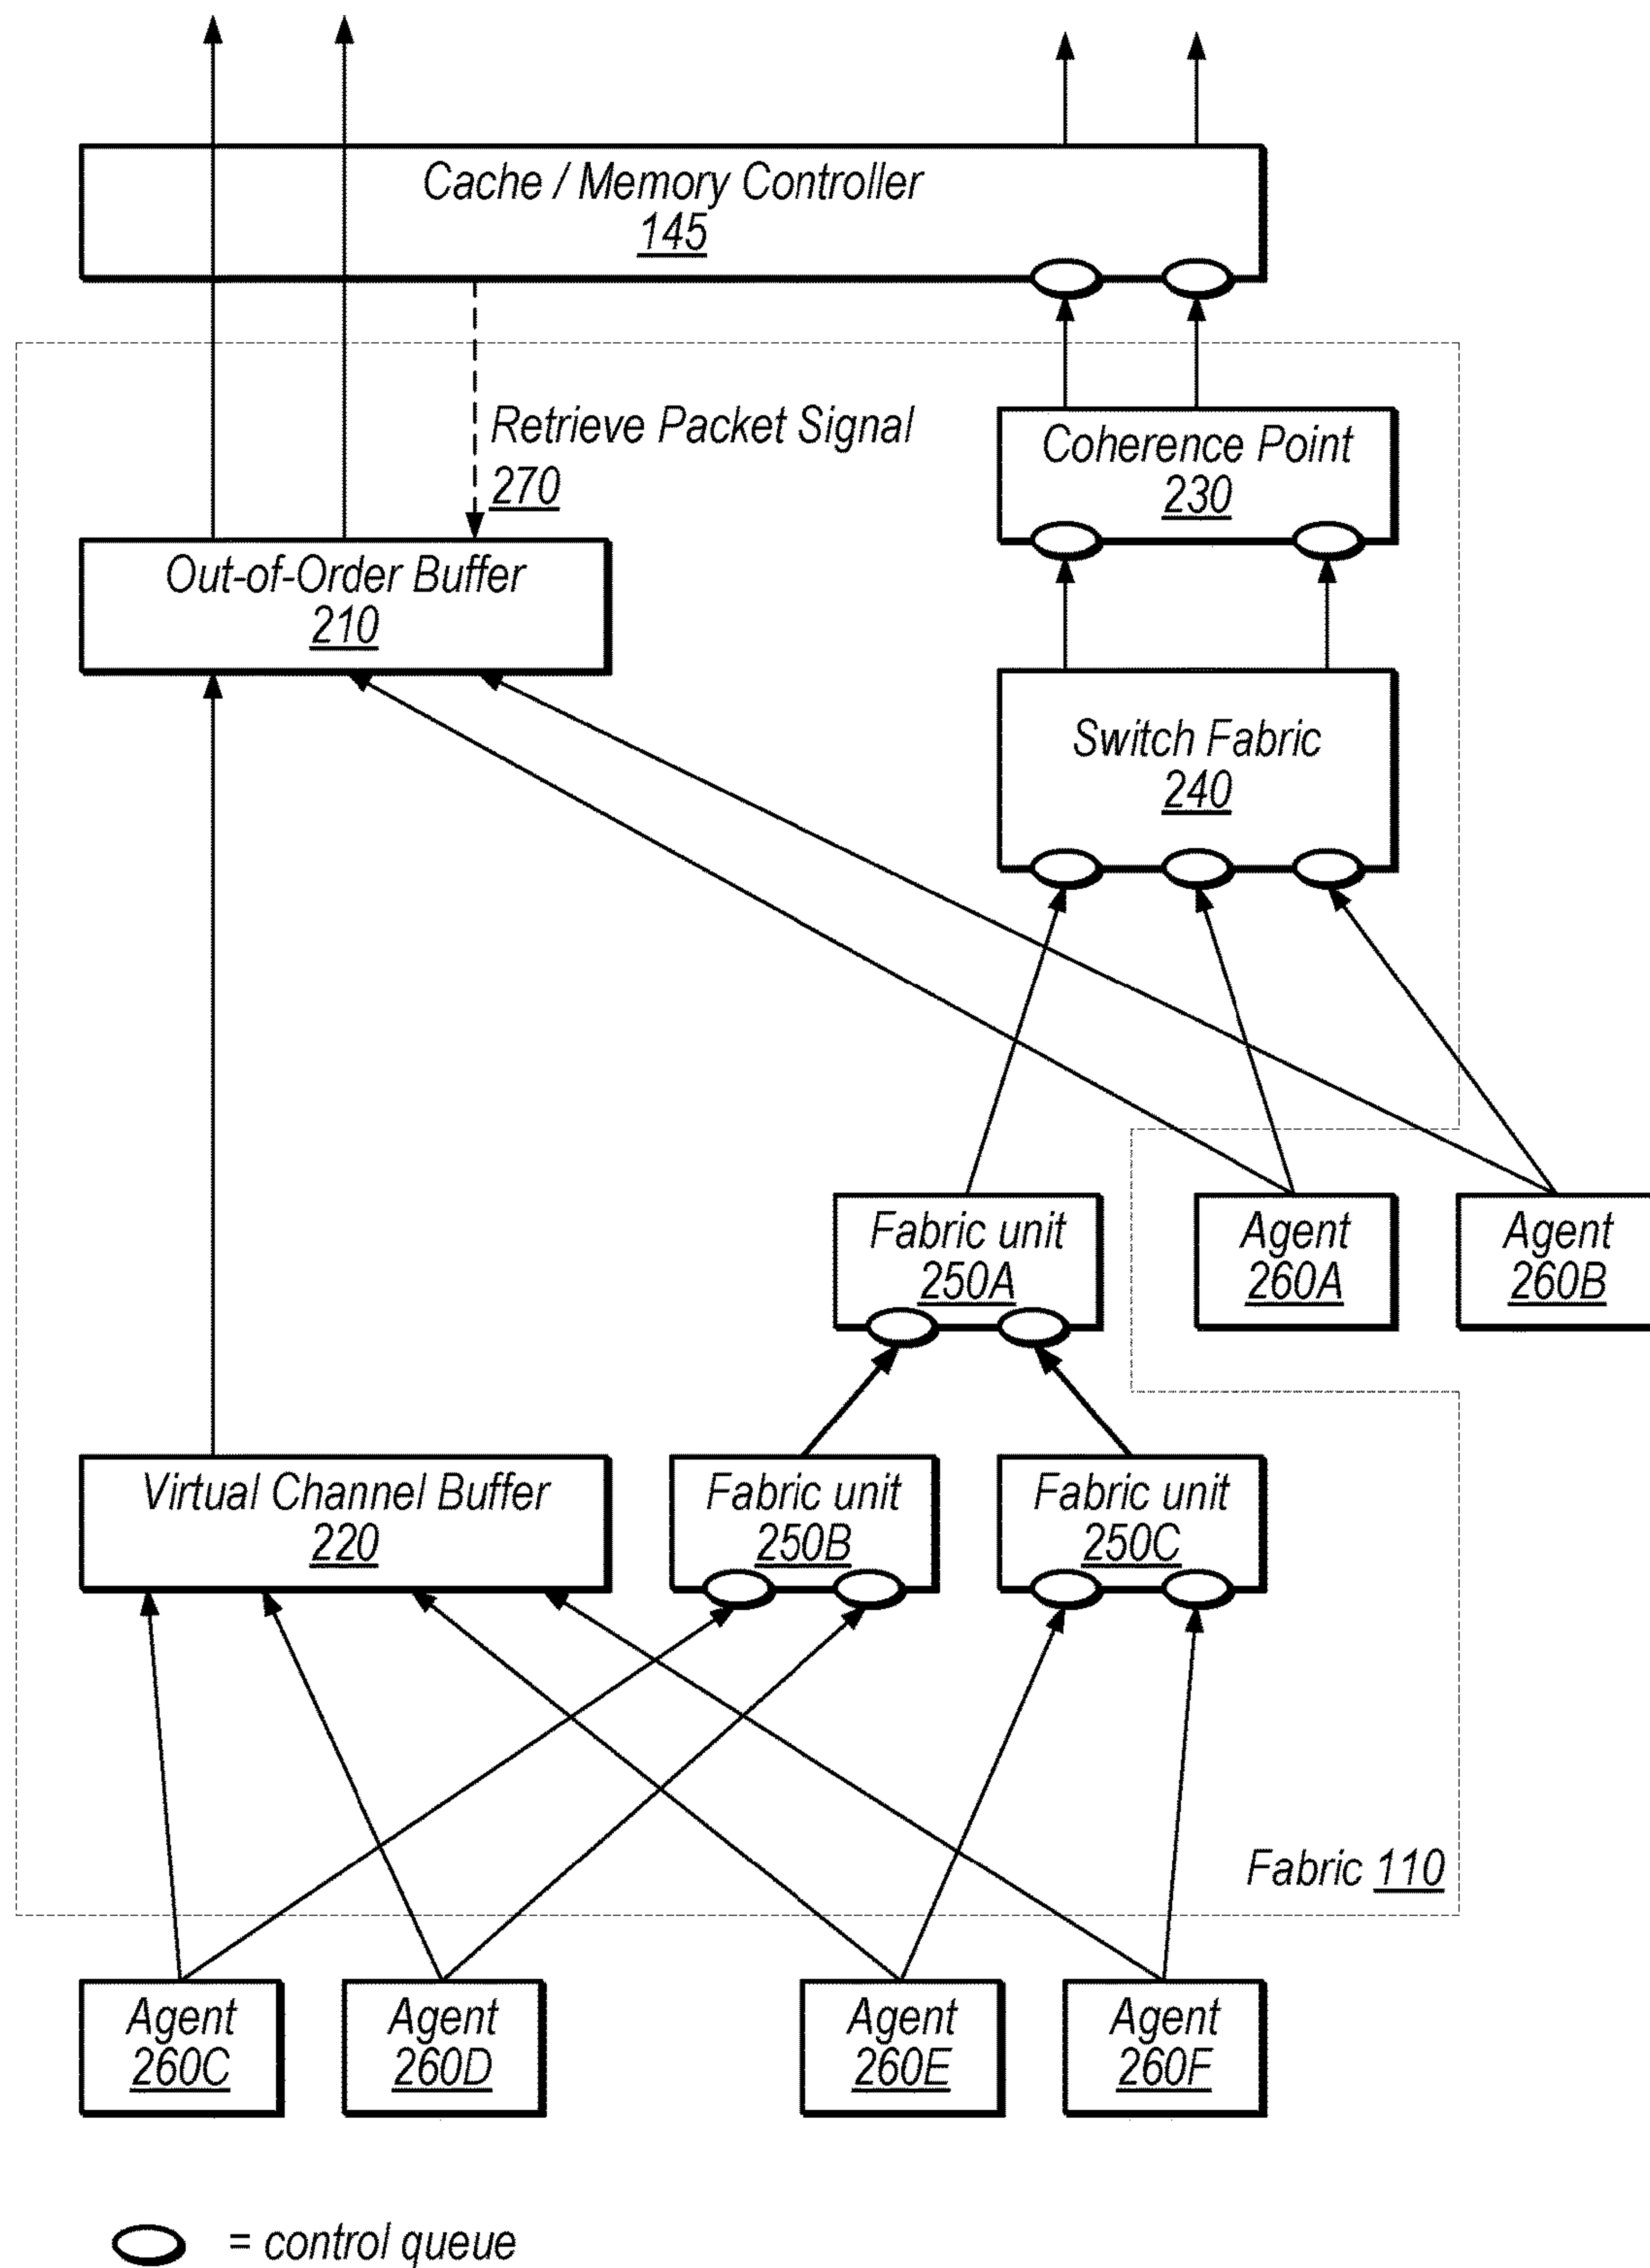 Cache / Memory Controller
145
Retrieve Packet Signal
270
Coherence Point
230
Out-of-Order Buffer
210
Switch Fabric
240
Fabric unit
250A
Agent
260A
Agent
260B
Virtual Channel Buffer
220
Fabric unit
250B
Fabric unit
250C
Fabric 110
Agent
260C
Agent
260D
Agent
260E
Agent
260F
= control queue